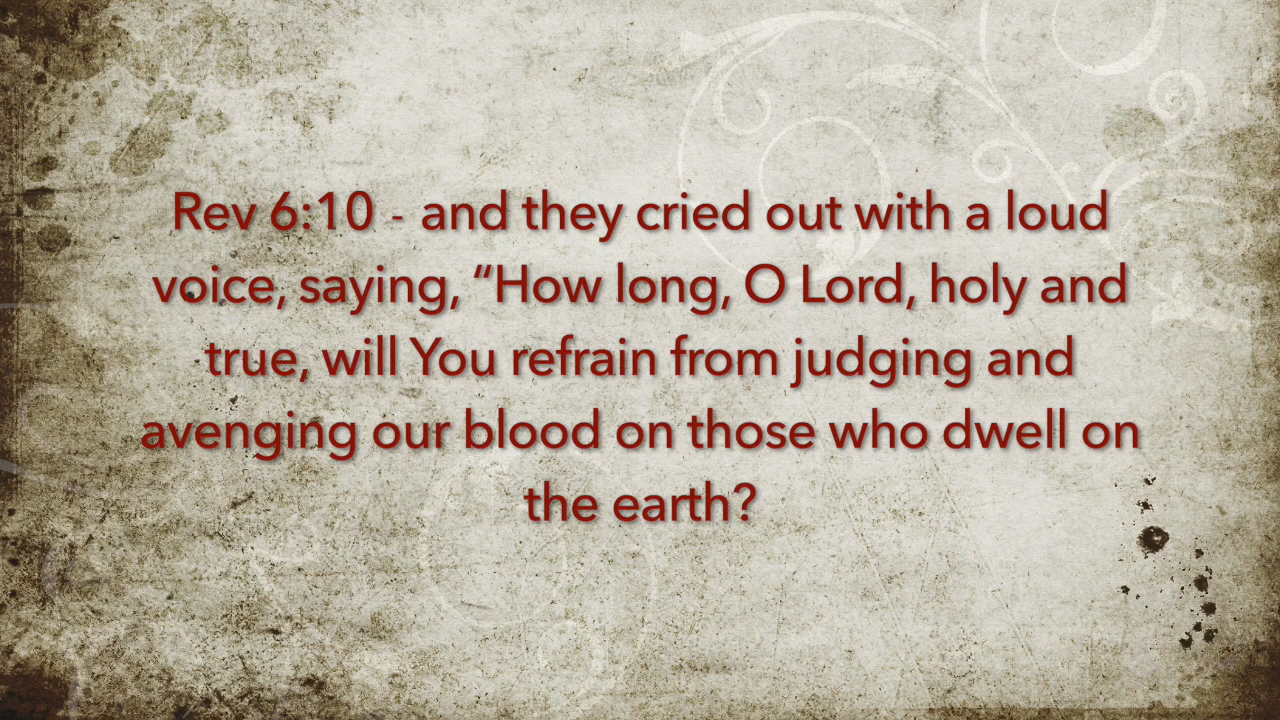 Rev 6:10 - and they cried out with a loud
voice, saying, “How long, O Lord, holy and
true, will You refrain from judging and
avenging our blood on those who dwell on
the earth?